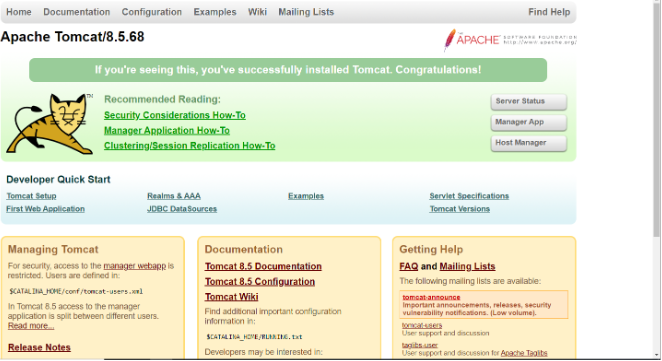 Home Documentation Configuration Examples Wiki Mailing Lists Find Help
Apache Tomcat/8.5.68
THE APACHE SOFTWARE FOUNDATION
http://www.apache.org/
If you're seeing this, you've successfully installed Tomcat. Congratulations!
TM
Recommended Reading:
Security Considerations How-To
Manager Application How-To
Clustering/Session Replication How-To
Server Status
Manager App
Host Manager
Developer Quick Start
Tomcat Setup
First Web Application
Realms & AAA
JDBC DataSources
Examples
Servlet Specifications
Tomcat Versions
Managing Tomcat
For security, access to the manager webapp is
restricted. Users are defined in:
$CATALINA_HOME/conf/tomcat-users.xml
In Tomcat 8.5 access to the manager
application is split between different users.
Read more...
Release Notes
Documentation
Tomcat 8.5 Documentation
Tomcat 8.5 Configuration
Tomcat Wiki
Find additional important configuration
information in:
$CATALINA_HOME/RUNNING.txt
Developers may be interested in:
Getting Help
FAQ and Mailing Lists
The following mailing lists are available:
tomcat-announce
Important announcements, releases, security
vulnerability notifications. (Low volume).
tomcat-users
User support and discussion
taglibs-user
User support and discussion for Apache Taglibs